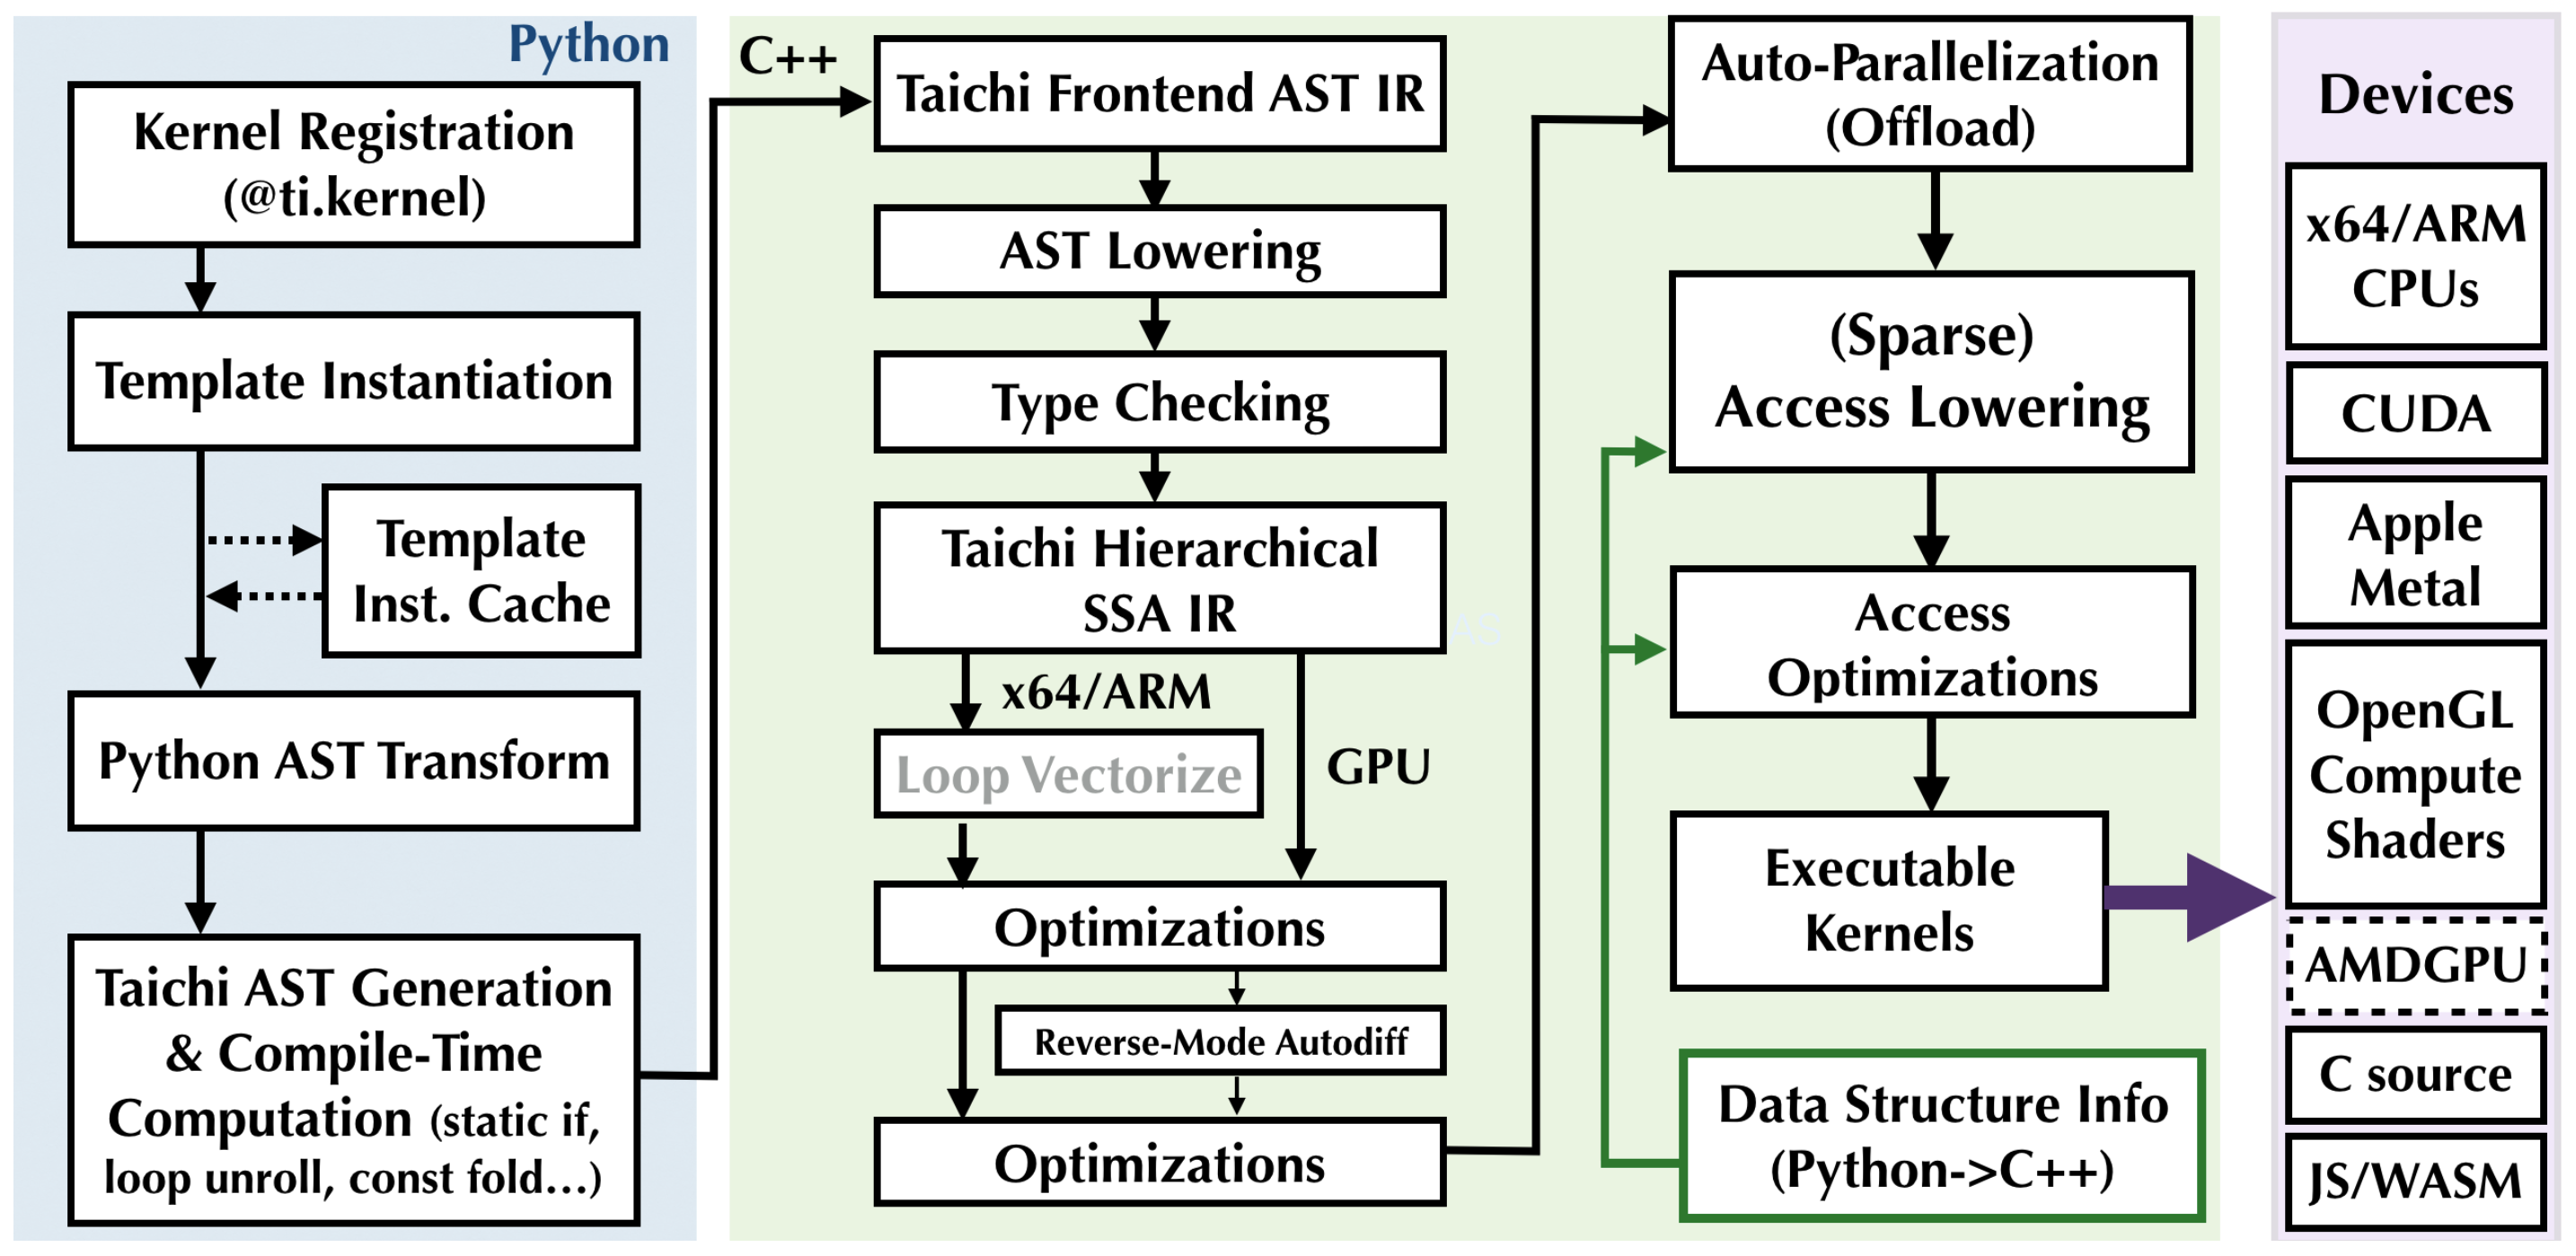 Python
Kernel Registration
(@ti.kernel)
Template Instantiation
Template
Inst. Cache
Python AST Transform
Taichi AST Generation
& Compile-Time
Computation (static if,
loop unroll, const fold...)
C++
Taichi Frontend AST IR
AST Lowering
Type Checking
Taichi Hierarchical
SSA IR
AS
x64/ARM
Loop Vectorize
GPU
Optimizations
Reverse-Mode Autodiff
Optimizations
Auto-Parallelization
(Offload)
(Sparse)
Access Lowering
Access
Optimizations
Executable
Kernels
Data Structure Info
(Python->C++)
Devices
x64/ARM
CPUs
CUDA
Apple
Metal
OpenGL
Compute
Shaders
AMDGPU
C source
JS/WASM